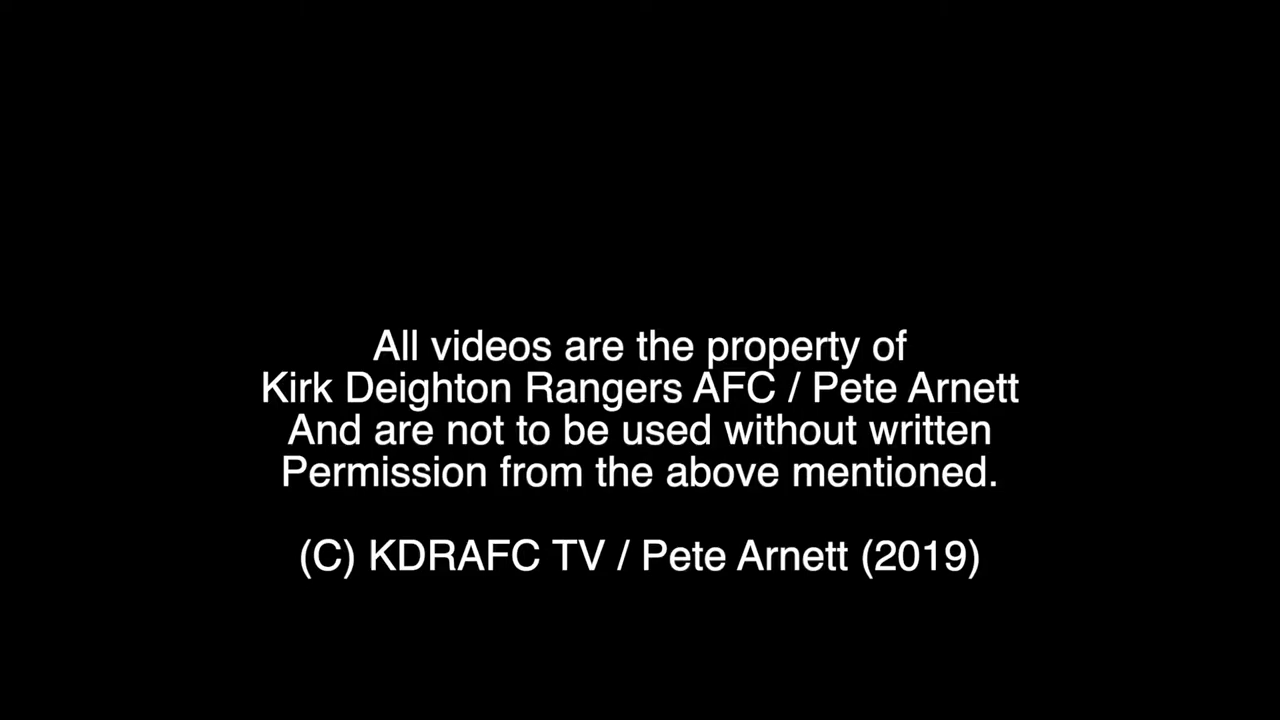 All videos are the property of
Kirk Deighton Rangers AFC / Pete Arnett
And are not to be used without written
Permission from the above mentioned.
(C) KDRAFC TV / Pete Arnett (2019)